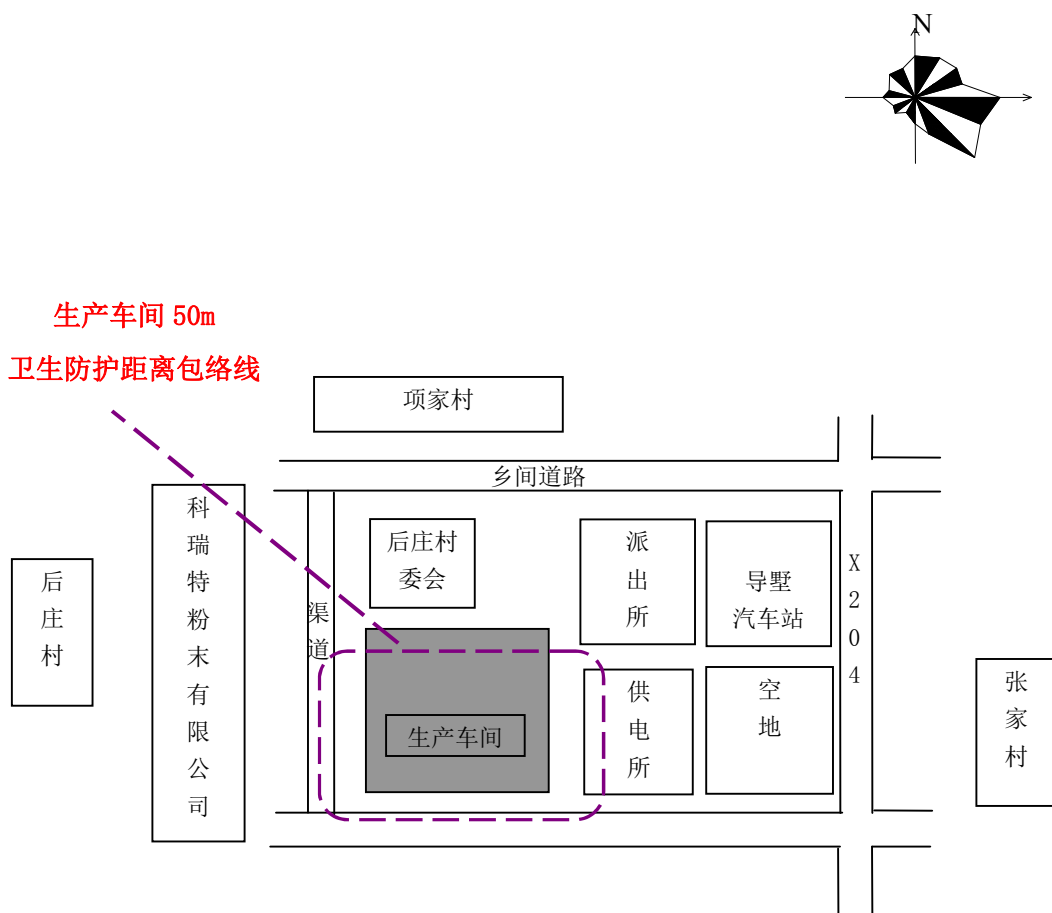 N
生产车间 50m
卫生防护距离包络线
项家村
乡间道路
科瑞特粉末有限公司
后庄村
渠道
后庄村
委会
派出所
导墅
汽车站
X204
生产车间
供电所
空地
张家村